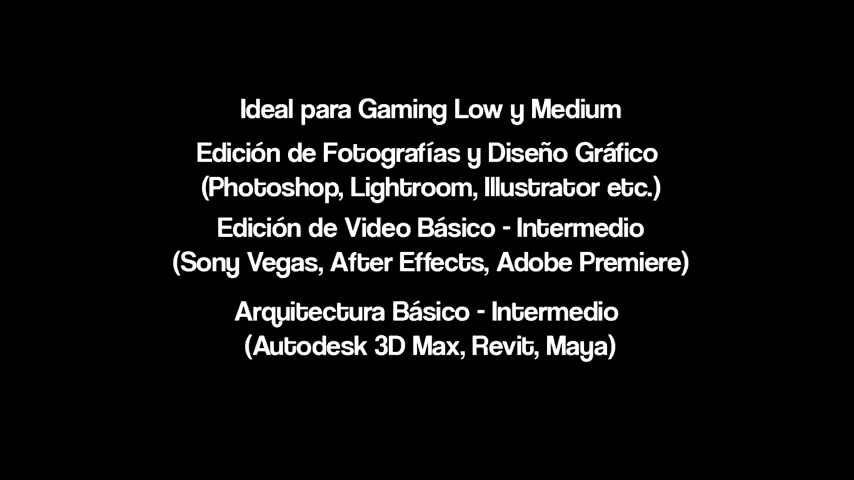 Ideal para Gaming Low y Medium
Edición de Fotografías y Diseño Gráfico
(Photoshop, Lightroom, Illustrator etc.)
Edición de Video Básico - Intermedio
(Sony Vegas, After Effects, Adobe Premiere)
Arquitectura Básico - Intermedio
(Autodesk 3D Max, Revit, Maya)